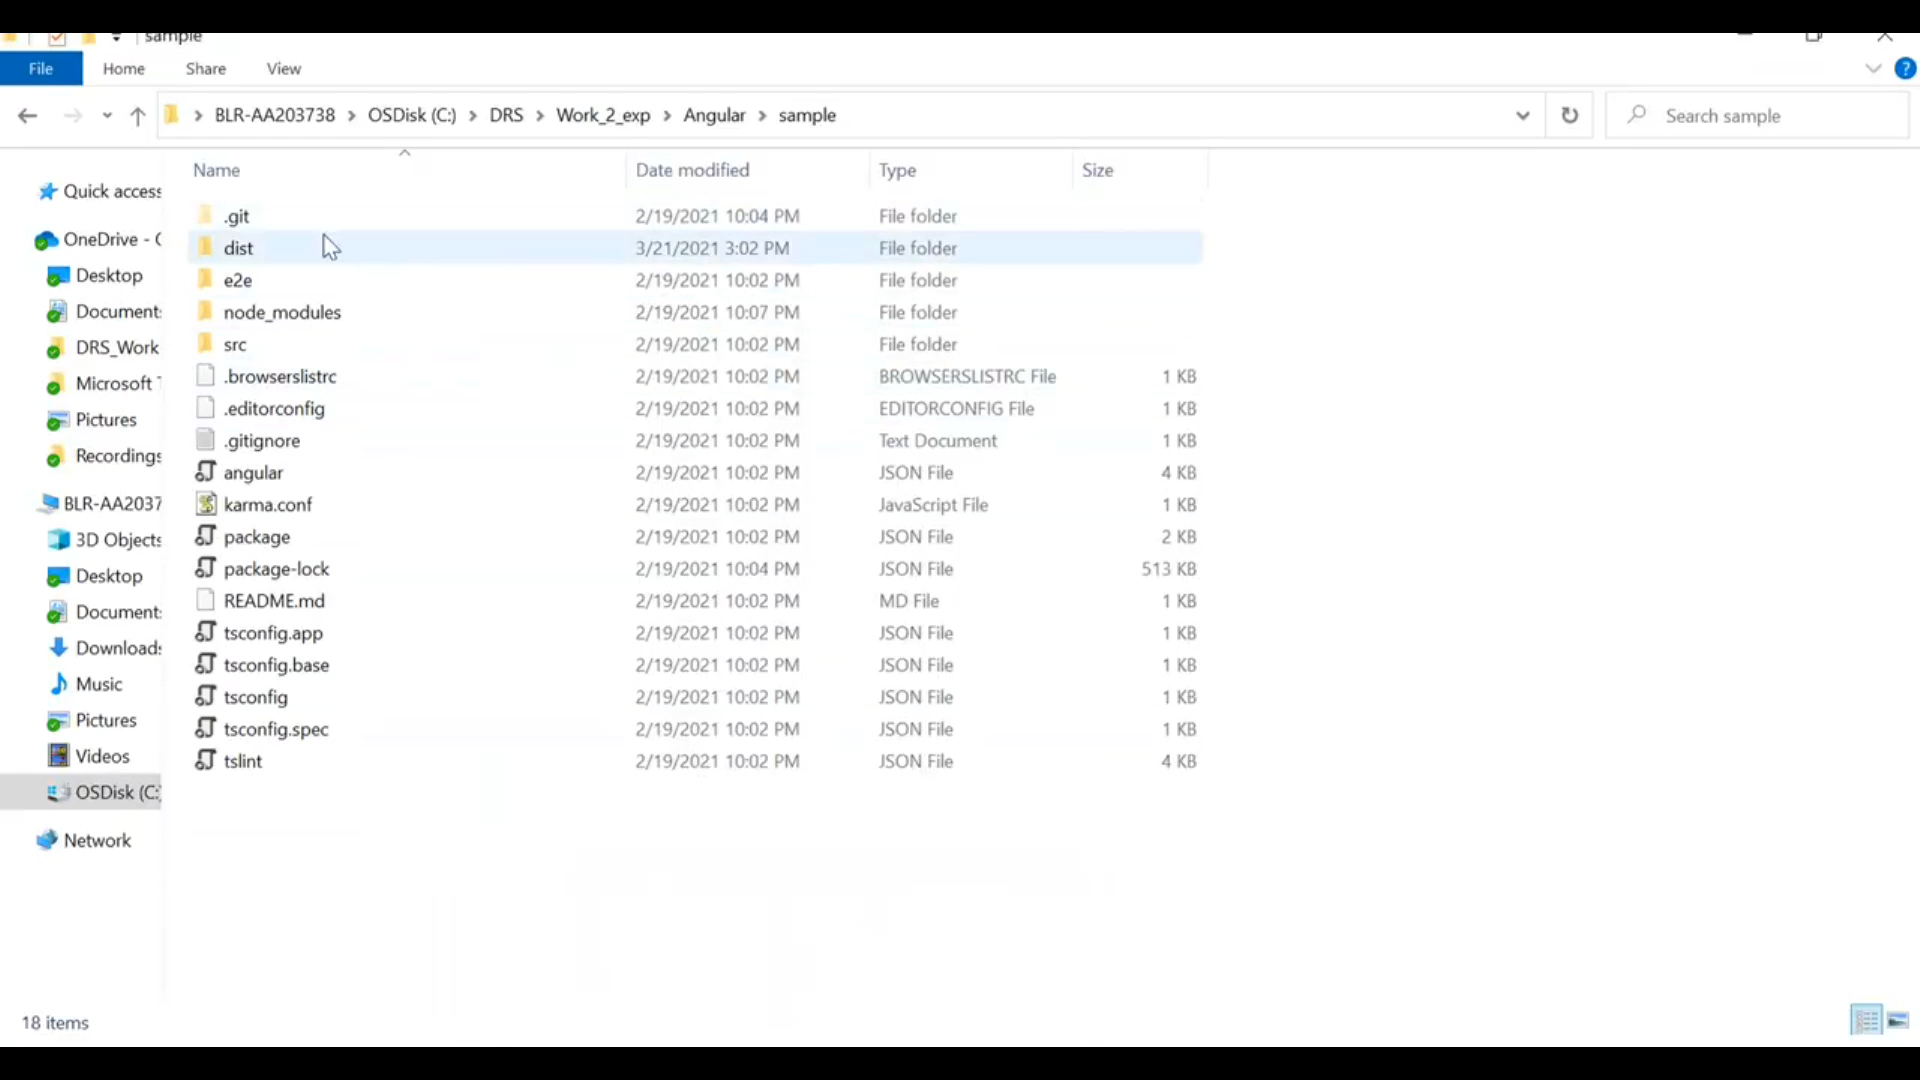 sample
File Home Share View
BLR-AA203738 OSDisk (C:) DRS Work_2_exp Angular sample Search sample
Name Date modified Type Size
Quick access
OneDrive - C
Desktop
Document
DRS_Work
Microsoft T
Pictures
Recordings
BLR-AA2037
3D Objects
Desktop
Document
Downloads
Music
Pictures
Videos
OSDisk (C:)
Network
.git 2/19/2021 10:04 PM File folder
dist 3/21/2021 3:02 PM File folder
e2e 2/19/2021 10:02 PM File folder
node_modules 2/19/2021 10:07 PM File folder
src 2/19/2021 10:02 PM File folder
.browserslistrc 2/19/2021 10:02 PM BROWSERSLISTRC File 1 KB
.editorconfig 2/19/2021 10:02 PM EDITORCONFIG File 1 KB
.gitignore 2/19/2021 10:02 PM Text Document 1 KB
angular 2/19/2021 10:02 PM JSON File 4 KB
karma.conf 2/19/2021 10:02 PM JavaScript File 1 KB
package 2/19/2021 10:02 PM JSON File 2 KB
package-lock 2/19/2021 10:04 PM JSON File 513 KB
README.md 2/19/2021 10:02 PM MD File 1 KB
tsconfig.app 2/19/2021 10:02 PM JSON File 1 KB
tsconfig.base 2/19/2021 10:02 PM JSON File 1 KB
tsconfig 2/19/2021 10:02 PM JSON File 1 KB
tsconfig.spec 2/19/2021 10:02 PM JSON File 1 KB
tslint 2/19/2021 10:02 PM JSON File 4 KB
18 items